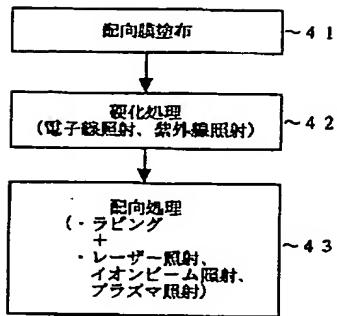 配向膜塗布
~41
硬化処理
(電子線照射、紫外線照射)
~42
配向処理
(・ラビング
+
・レーザー照射、
イオンビーム照射、
プラズマ照射)
~43